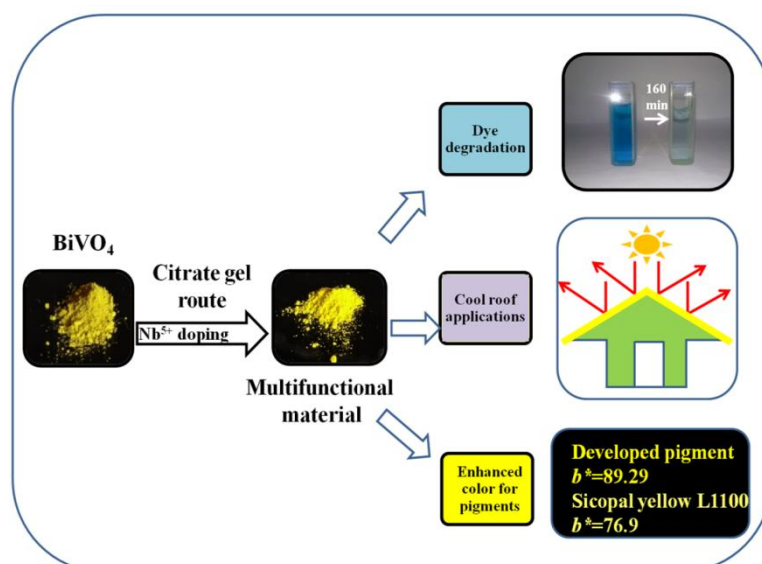 BiVO₄
Citrate gel
route
Nb⁵⁺ doping
Multifunctional
material
Dye
degradation
160
min
Cool roof
applications
Enhanced
color for
pigments
Developed pigment
b*=89.29
Sicopal yellow L1100
b*=76.9